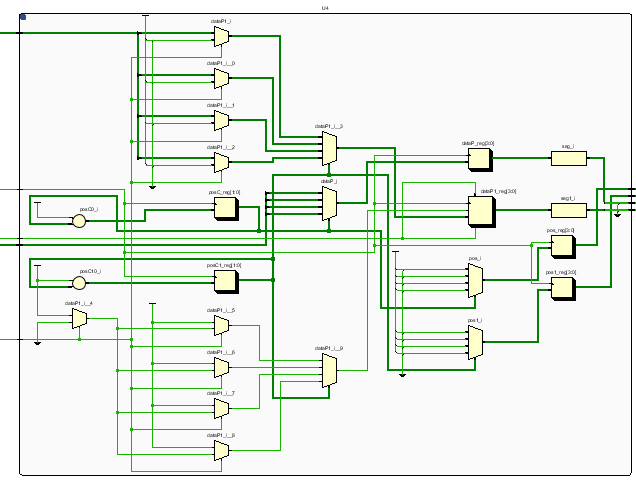 U4
dataP1_i
dataP1_i__0
dataP1_i__1
dataP1_i__2
dataP1_i__3
dataP_reg[3:0]
seg_i
posC_reg[1:0]
dataP_i
dataP1_reg[3:0]
seg1_i
posC0_i
pos_reg[3:0]
posC1_reg[1:0]
pos_i
posC10_i
pos1_reg[3:0]
dataP1_i__4
dataP1_i__5
pos1_i
dataP1_i__6
dataP1_i__9
dataP1_i__7
dataP1_i__8